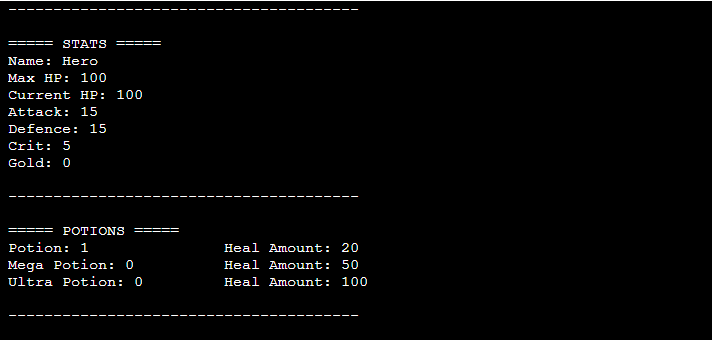 ---------------------------------------
===== STATS =====
Name: Hero
Max HP: 100
Current HP: 100
Attack: 15
Defence: 15
Crit: 5
Gold: 0
---------------------------------------
===== POTIONS =====
Potion: 1               Heal Amount: 20
Mega Potion: 0          Heal Amount: 50
Ultra Potion: 0         Heal Amount: 100
---------------------------------------